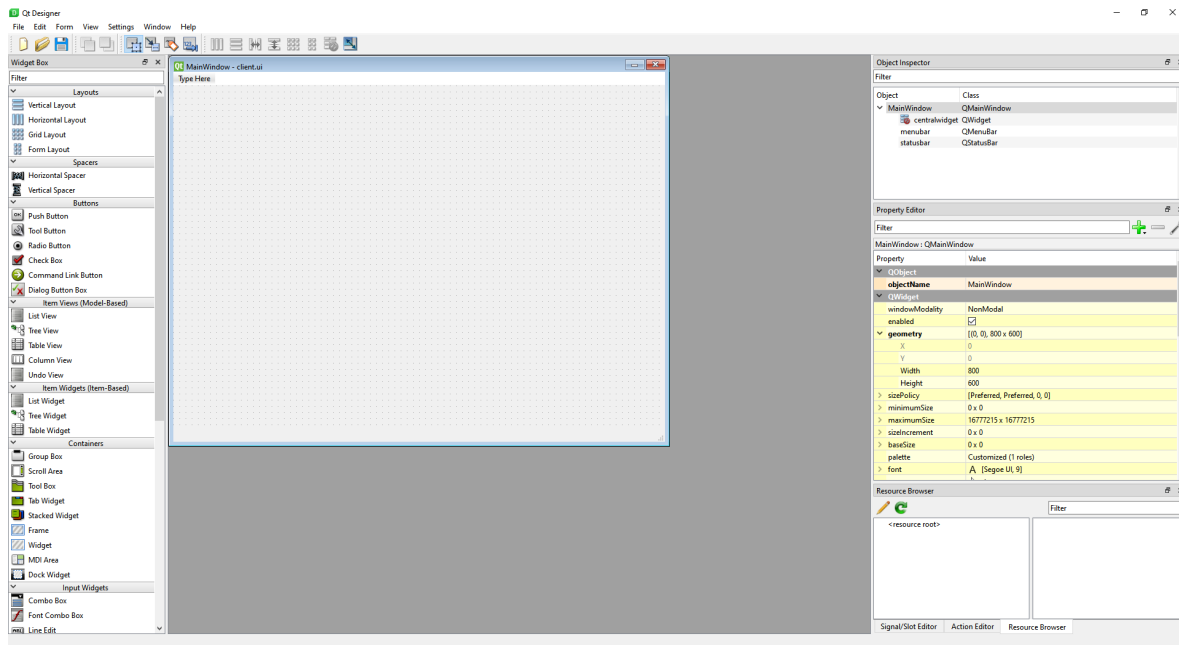 Qt Designer
File Edit Form View Settings Window Help
Widget Box
Filter
Layouts
Vertical Layout
Horizontal Layout
Grid Layout
Form Layout
Spacers
Horizontal Spacer
Vertical Spacer
Buttons
Push Button
Tool Button
Radio Button
Check Box
Command Link Button
Dialog Button Box
Item Views (Model-Based)
List View
Tree View
Table View
Column View
Undo View
Item Widgets (Item-Based)
List Widget
Tree Widget
Table Widget
Containers
Group Box
Scroll Area
Tool Box
Tab Widget
Stacked Widget
Frame
Widget
MDI Area
Dock Widget
Input Widgets
Combo Box
Font Combo Box
Line Edit
MainWindow - client.ui
Type Here
Object Inspector
Filter
Object Class
MainWindow QMainWindow
centralwidget QWidget
menubar QMenuBar
statusbar QStatusBar
Property Editor
Filter
MainWindow : QMainWindow
Property Value
QObject
objectName MainWindow
QWidget
windowModality NonModal
enabled
geometry [(0, 0), 800 x 600]
X 0
Y 0
Width 800
Height 600
sizePolicy [Preferred, Preferred, 0, 0]
minimumSize 0 x 0
maximumSize 16777215 x 16777215
sizeIncrement 0 x 0
baseSize 0 x 0
palette Customized (1 roles)
font A [Segoe UI, 9]
Resource Browser
Filter
<resource root>
Signal/Slot Editor Action Editor Resource Browser